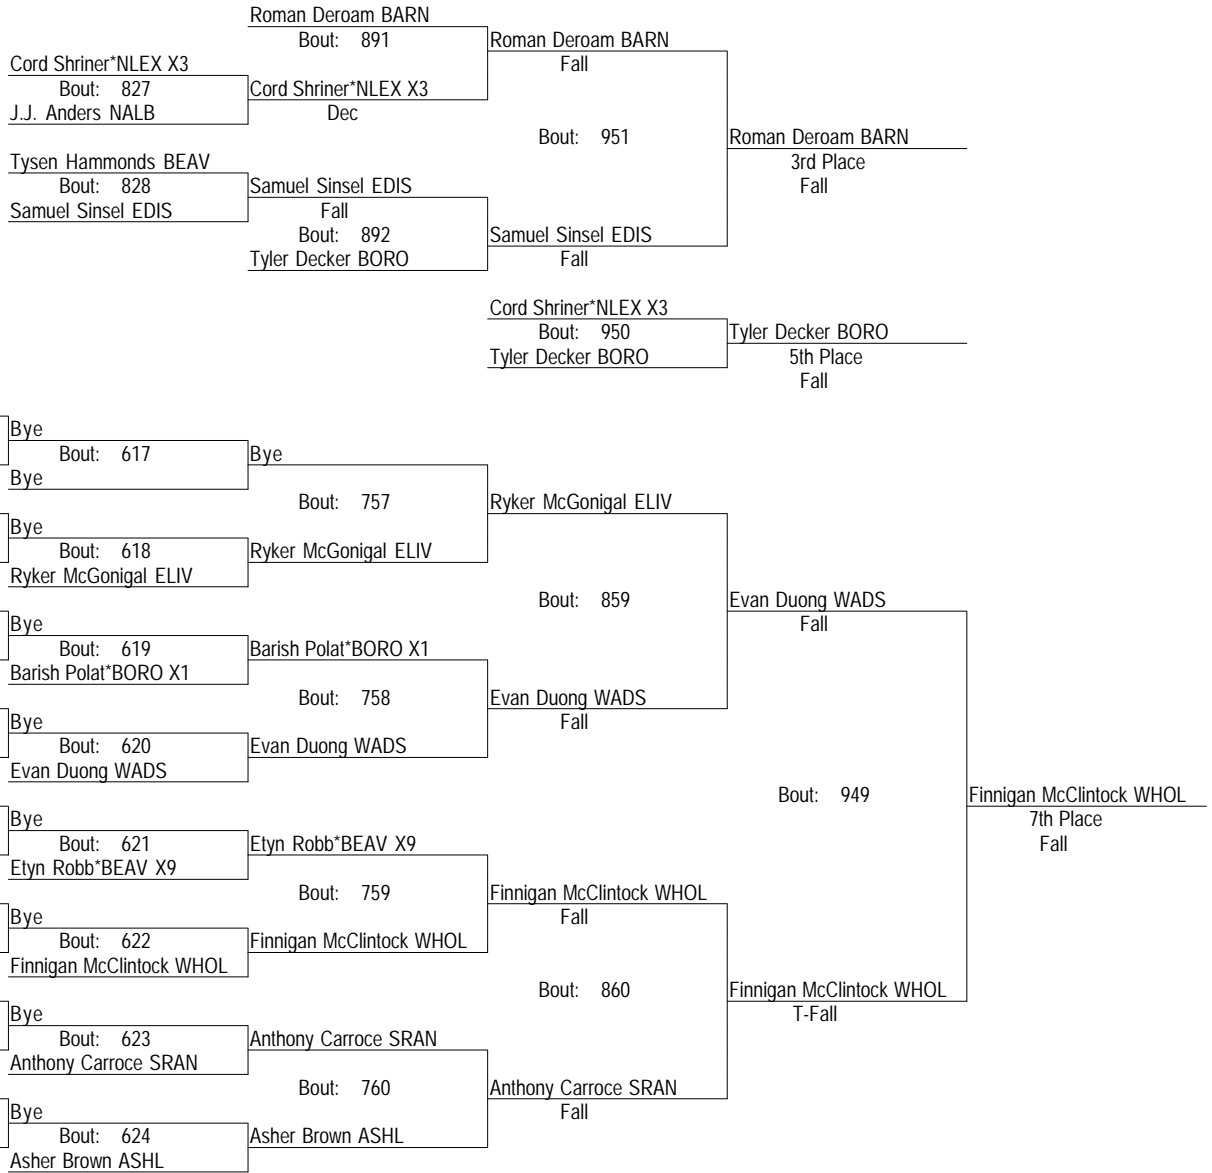 Roman Deroam BARN
Bout: 891
Roman Deroam BARN
Fall
Cord Shriner*NLEX X3
Bout: 827
Cord Shriner*NLEX X3
J.J. Anders NALB
Dec
Bout: 951
Roman Deroam BARN
3rd Place
Fall
Tysen Hammonds BEAV
Bout: 828
Samuel Sinsel EDIS
Samuel Sinsel EDIS
Fall
Bout: 892
Samuel Sinsel EDIS
Tyler Decker BORO
Fall
Cord Shriner*NLEX X3
Bout: 950
Tyler Decker BORO
Tyler Decker BORO
5th Place
Fall
Bye
Bout: 617
Bye
Bye
Bout: 757
Ryker McGonigal ELIV
Bye
Bout: 618
Ryker McGonigal ELIV
Ryker McGonigal ELIV
Bout: 859
Evan Duong WADS
Fall
Bye
Bout: 619
Barish Polat*BORO X1
Barish Polat*BORO X1
Bout: 758
Evan Duong WADS
Fall
Bye
Bout: 620
Evan Duong WADS
Evan Duong WADS
Bout: 949
Finnigan McClintock WHOL
7th Place
Fall
Bye
Bout: 621
Etyn Robb*BEAV X9
Etyn Robb*BEAV X9
Bout: 759
Finnigan McClintock WHOL
Fall
Bye
Bout: 622
Finnigan McClintock WHOL
Finnigan McClintock WHOL
Bout: 860
Finnigan McClintock WHOL
T-Fall
Bye
Bout: 623
Anthony Carroce SRAN
Anthony Carroce SRAN
Bout: 760
Anthony Carroce SRAN
Fall
Bye
Bout: 624
Asher Brown ASHL
Asher Brown ASHL